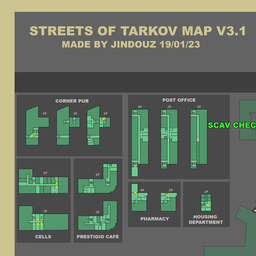 STREETS OF TARKOV MAP V3.1
MADE BY JINDOUZ 19/01/23
CORNER PUB
POST OFFICE
SCAV CHEC
PHARMACY
HOUSING
DEPARTMENT
CELLS
PRESTIGIO CAFÉ